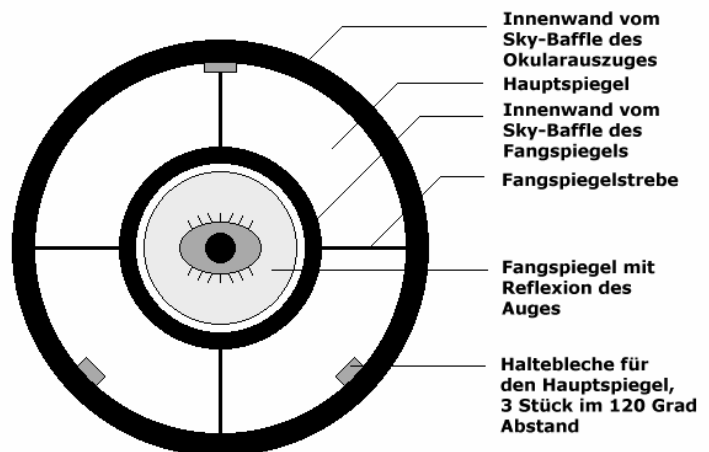 Innenwand vom
Sky-Baffle des
Okularauszuges
Hauptspiegel
Innenwand vom
Sky-Baffle des
Fangspiegels
Fangspiegelstrebe
Fangspiegel mit
Reflexion des
Auges
Haltebleche für
den Hauptspiegel,
3 Stück im 120 Grad
Abstand